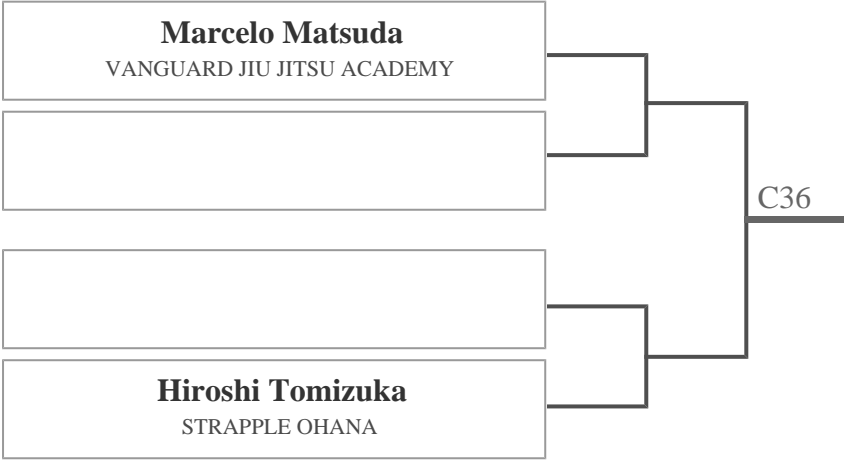 Marcelo Matsuda
VANGUARD JIU JITSU ACADEMY
C36
Hiroshi Tomizuka
STRAPPLE OHANA